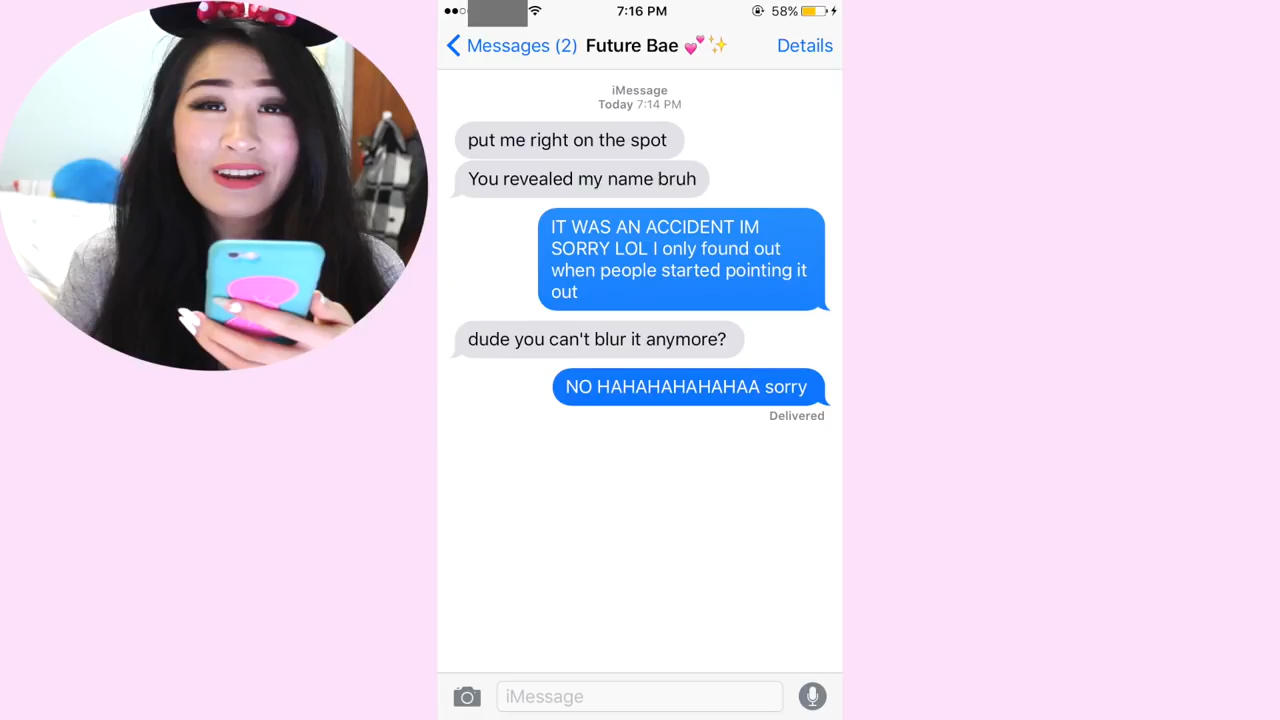 7:16 PM
58%
Messages (2) Future Bae 💕✨ Details
iMessage
Today 7:14 PM
put me right on the spot
You revealed my name bruh
IT WAS AN ACCIDENT IM
SORRY LOL I only found out
when people started pointing it
out
dude you can't blur it anymore?
NO HAHAHAHAHAHAA sorry
Delivered
iMessage